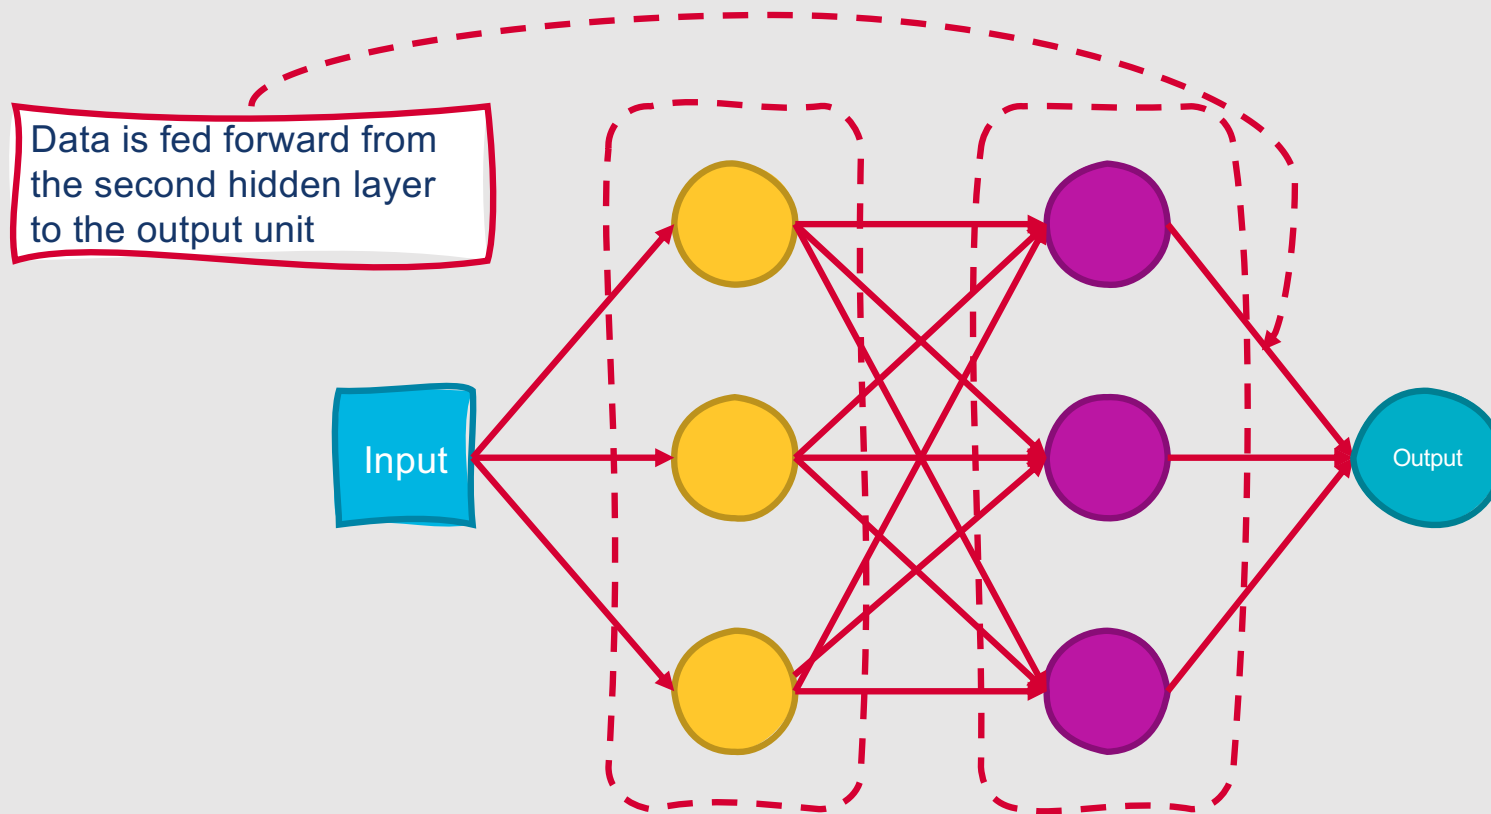 Data is fed forward from
the second hidden layer
to the output unit
Input
Output